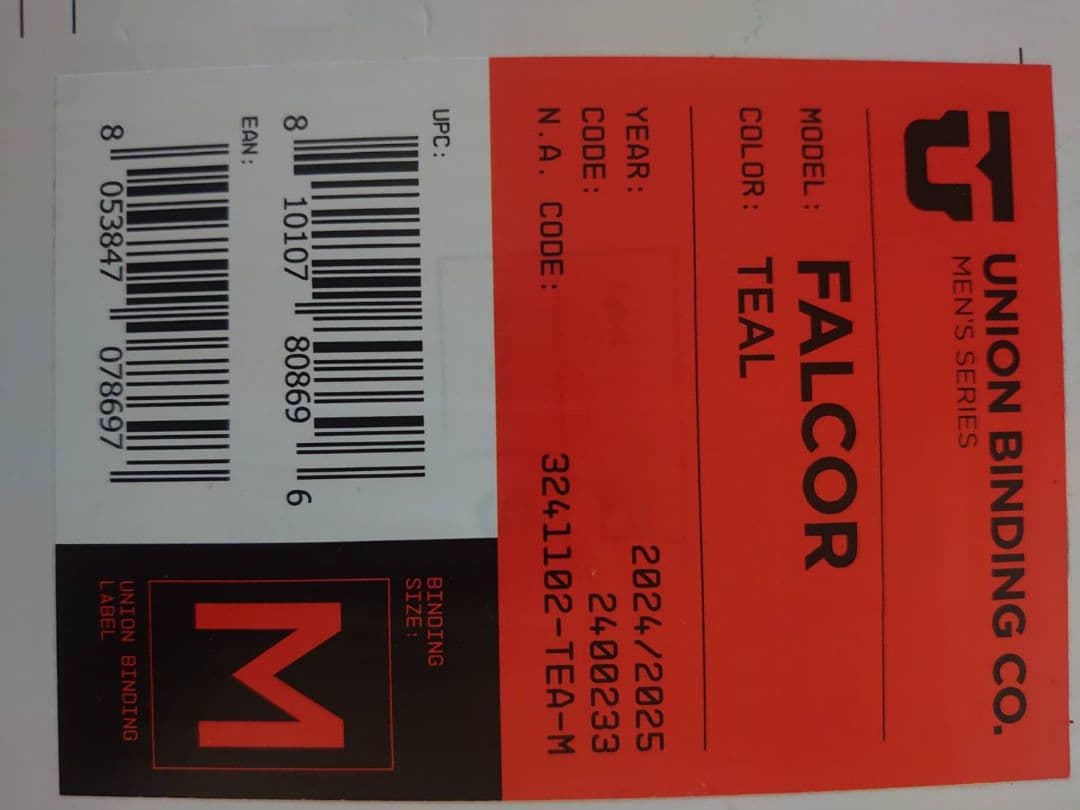 UNION BINDING CO.
MEN'S SERIES
MODEL: FALCOR
COLOR: TEAL
YEAR: 2024/2025
CODE: 2400233
N.A. CODE: 3241102-TEA-M
UPC:
8 10107 80869 6
EAN:
8 053847 078697
BINDING
SIZE:
M
UNION BINDING
LABEL